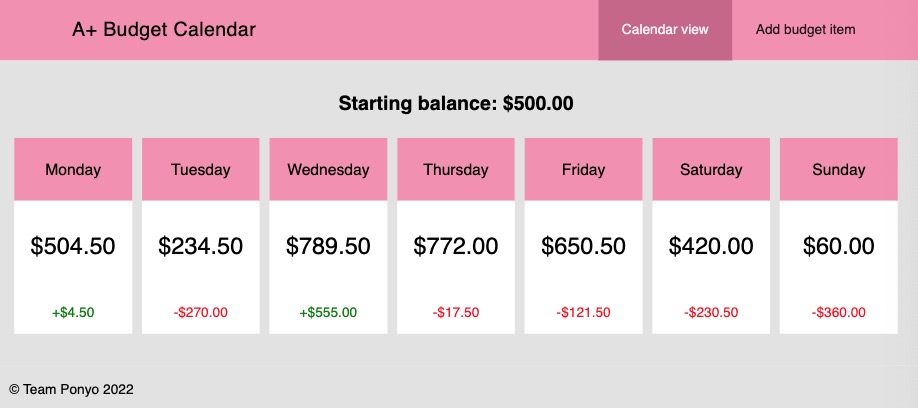 A+ Budget Calendar Calendar view Add budget item
Starting balance: $500.00
Monday Tuesday Wednesday Thursday Friday Saturday Sunday
$504.50 $234.50 $789.50 $772.00 $650.50 $420.00 $60.00
+$4.50 -$270.00 +$555.00 -$17.50 -$121.50 -$230.50 -$360.00
© Team Ponyo 2022